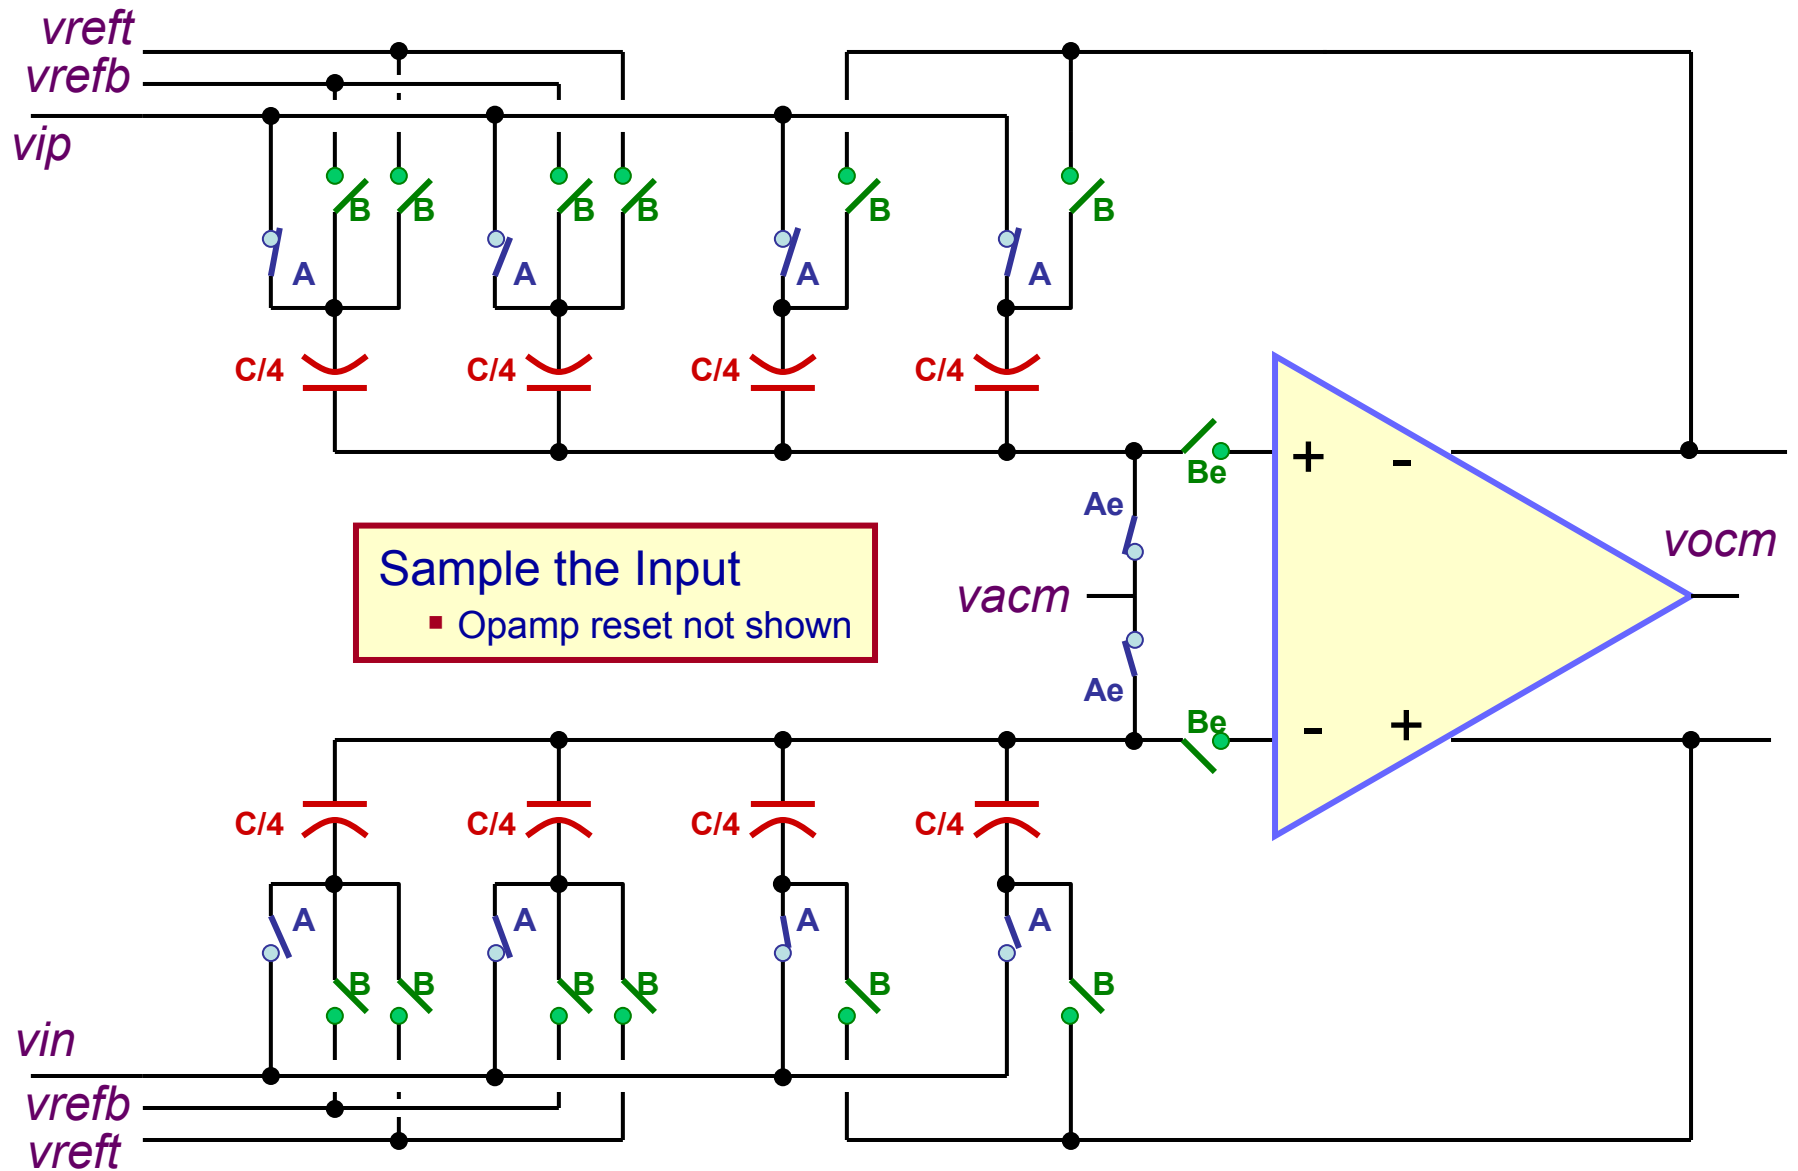 vreft
vrefb
vip
B B B B B B
A A A A
C/4 C/4 C/4 C/4
+ -
Be
Ae
Sample the Input
▪ Opamp reset not shown
vacm
vocm
Ae
Be
- +
C/4 C/4 C/4 C/4
A A A A
B B B B B B
vin
vrefb
vreft